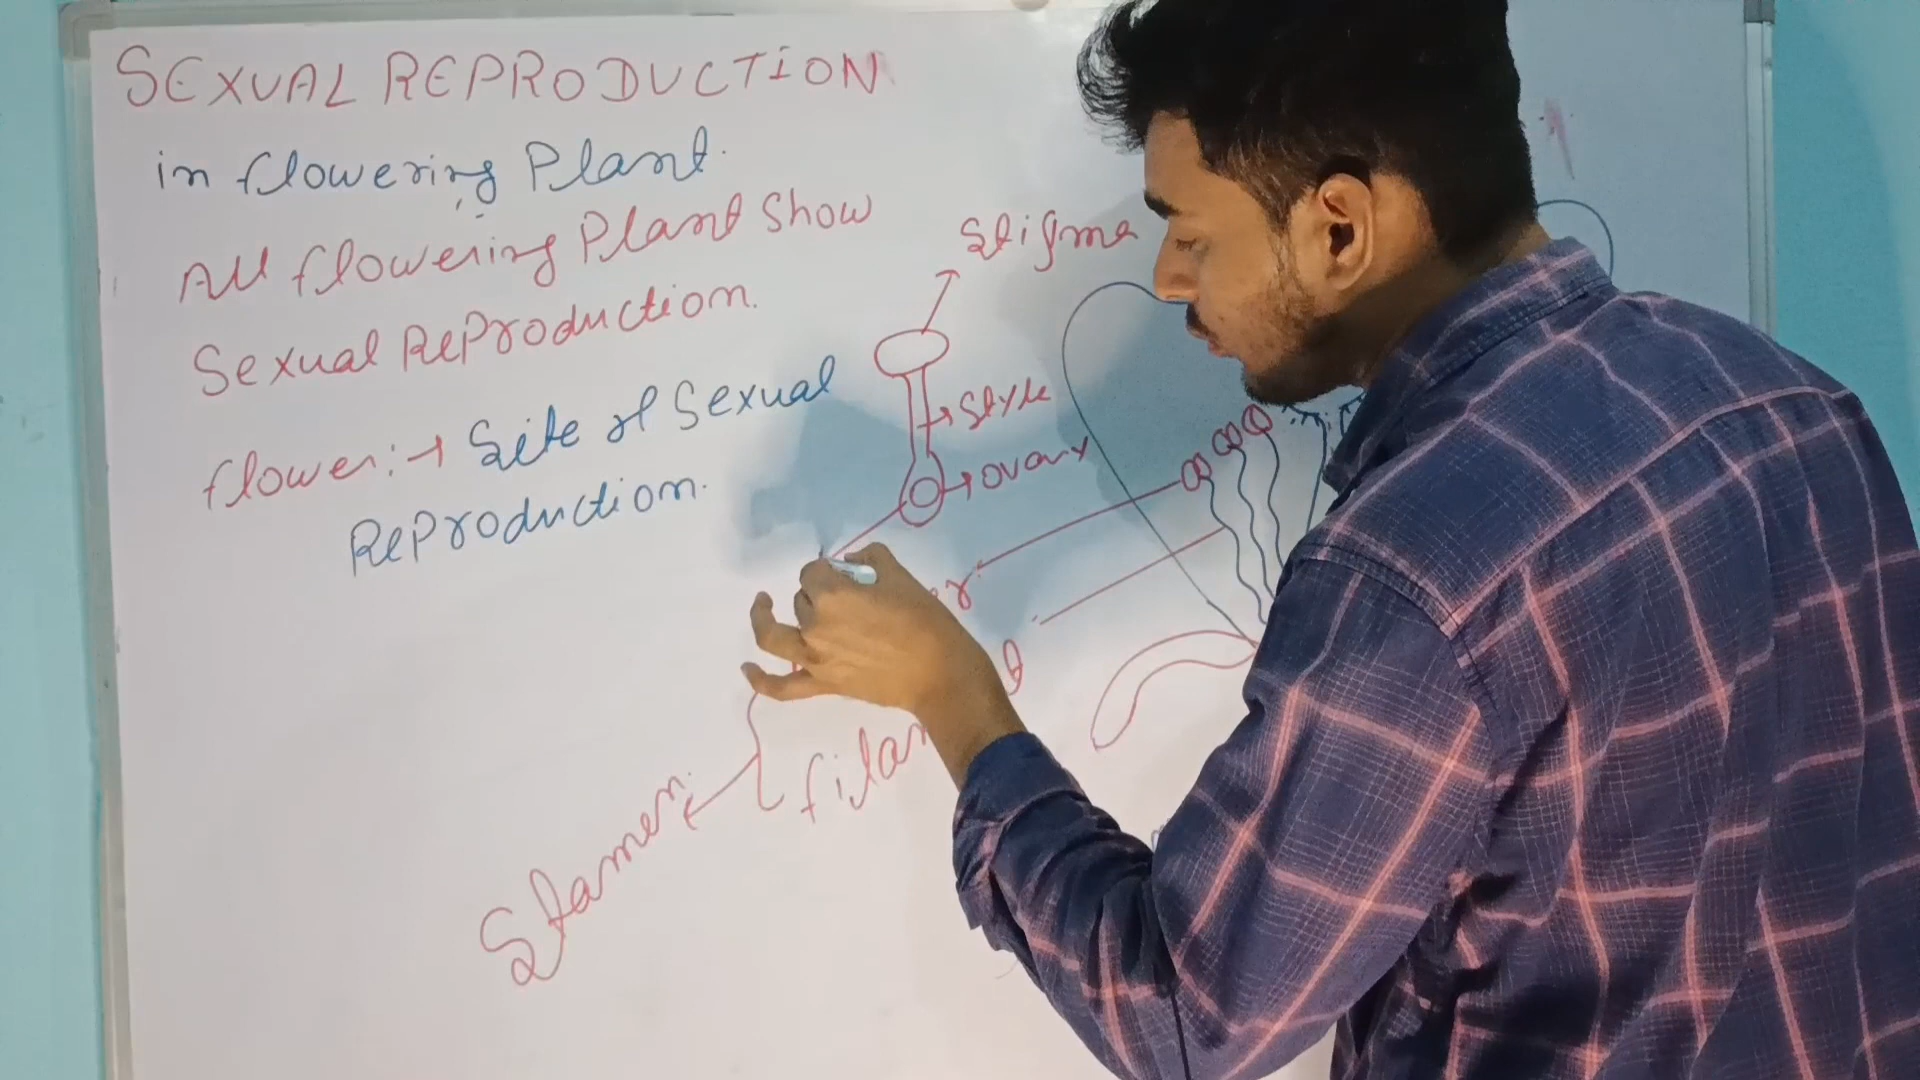 SEXUAL REPRODUCTION
in flowering Plant.
All flowering Plant Show
Sexual Reproduction.
flower :→ Site of Sexual
Reproduction.
Stigma
Style
ovary
Stamen